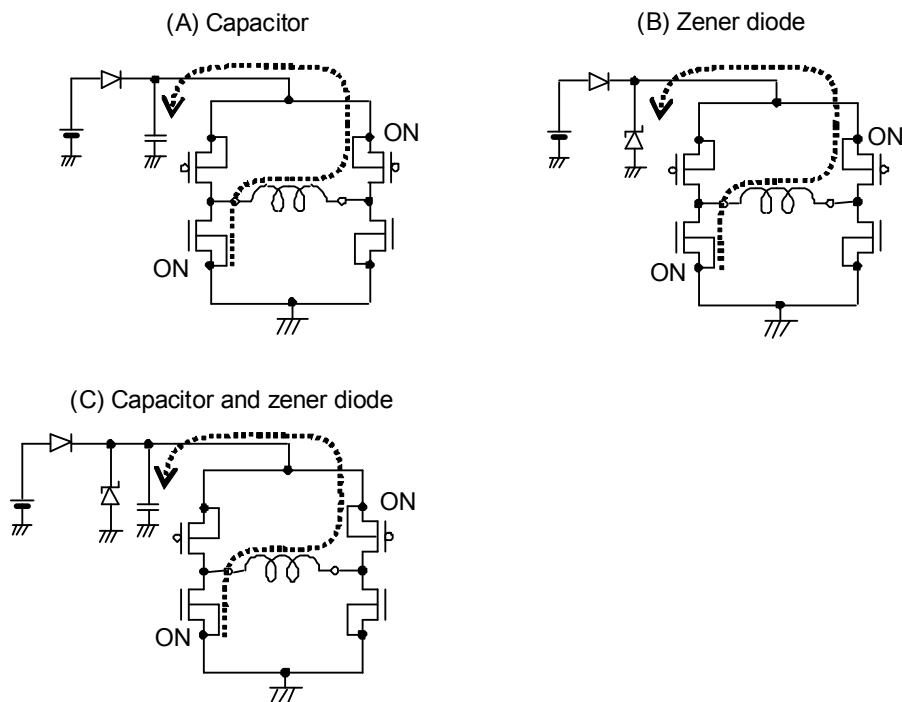 (A) Capacitor
ON
ON
(B) Zener diode
ON
ON
(C) Capacitor and zener diode
ON
ON